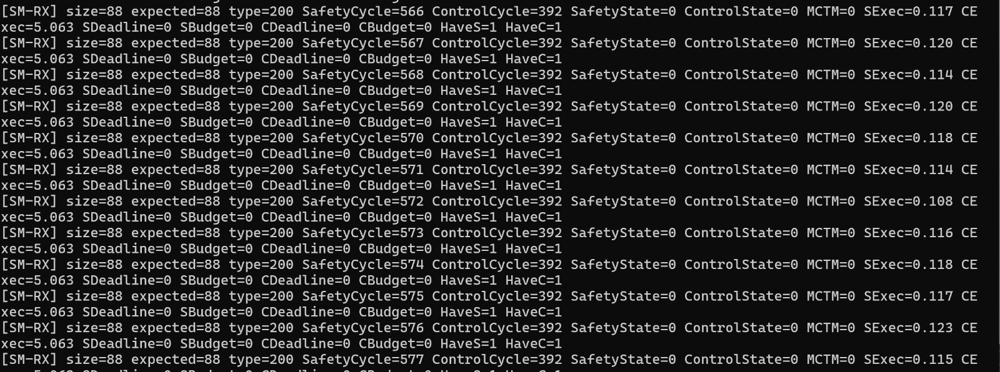 [SM-RX] size=88 expected=88 type=200 SafetyCycle=566 ControlCycle=392 SafetyState=0 ControlState=0 MCTM=0 SExec=0.117 CE
xec=5.063 SDeadline=0 SBudget=0 CDeadline=0 CBudget=0 HaveS=1 HaveC=1
[SM-RX] size=88 expected=88 type=200 SafetyCycle=567 ControlCycle=392 SafetyState=0 ControlState=0 MCTM=0 SExec=0.120 CE
xec=5.063 SDeadline=0 SBudget=0 CDeadline=0 CBudget=0 HaveS=1 HaveC=1
[SM-RX] size=88 expected=88 type=200 SafetyCycle=568 ControlCycle=392 SafetyState=0 ControlState=0 MCTM=0 SExec=0.114 CE
xec=5.063 SDeadline=0 SBudget=0 CDeadline=0 CBudget=0 HaveS=1 HaveC=1
[SM-RX] size=88 expected=88 type=200 SafetyCycle=569 ControlCycle=392 SafetyState=0 ControlState=0 MCTM=0 SExec=0.120 CE
xec=5.063 SDeadline=0 SBudget=0 CDeadline=0 CBudget=0 HaveS=1 HaveC=1
[SM-RX] size=88 expected=88 type=200 SafetyCycle=570 ControlCycle=392 SafetyState=0 ControlState=0 MCTM=0 SExec=0.118 CE
xec=5.063 SDeadline=0 SBudget=0 CDeadline=0 CBudget=0 HaveS=1 HaveC=1
[SM-RX] size=88 expected=88 type=200 SafetyCycle=571 ControlCycle=392 SafetyState=0 ControlState=0 MCTM=0 SExec=0.114 CE
xec=5.063 SDeadline=0 SBudget=0 CDeadline=0 CBudget=0 HaveS=1 HaveC=1
[SM-RX] size=88 expected=88 type=200 SafetyCycle=572 ControlCycle=392 SafetyState=0 ControlState=0 MCTM=0 SExec=0.108 CE
xec=5.063 SDeadline=0 SBudget=0 CDeadline=0 CBudget=0 HaveS=1 HaveC=1
[SM-RX] size=88 expected=88 type=200 SafetyCycle=573 ControlCycle=392 SafetyState=0 ControlState=0 MCTM=0 SExec=0.116 CE
xec=5.063 SDeadline=0 SBudget=0 CDeadline=0 CBudget=0 HaveS=1 HaveC=1
[SM-RX] size=88 expected=88 type=200 SafetyCycle=574 ControlCycle=392 SafetyState=0 ControlState=0 MCTM=0 SExec=0.118 CE
xec=5.063 SDeadline=0 SBudget=0 CDeadline=0 CBudget=0 HaveS=1 HaveC=1
[SM-RX] size=88 expected=88 type=200 SafetyCycle=575 ControlCycle=392 SafetyState=0 ControlState=0 MCTM=0 SExec=0.117 CE
xec=5.063 SDeadline=0 SBudget=0 CDeadline=0 CBudget=0 HaveS=1 HaveC=1
[SM-RX] size=88 expected=88 type=200 SafetyCycle=576 ControlCycle=392 SafetyState=0 ControlState=0 MCTM=0 SExec=0.123 CE
xec=5.063 SDeadline=0 SBudget=0 CDeadline=0 CBudget=0 HaveS=1 HaveC=1
[SM-RX] size=88 expected=88 type=200 SafetyCycle=577 ControlCycle=392 SafetyState=0 ControlState=0 MCTM=0 SExec=0.115 CE